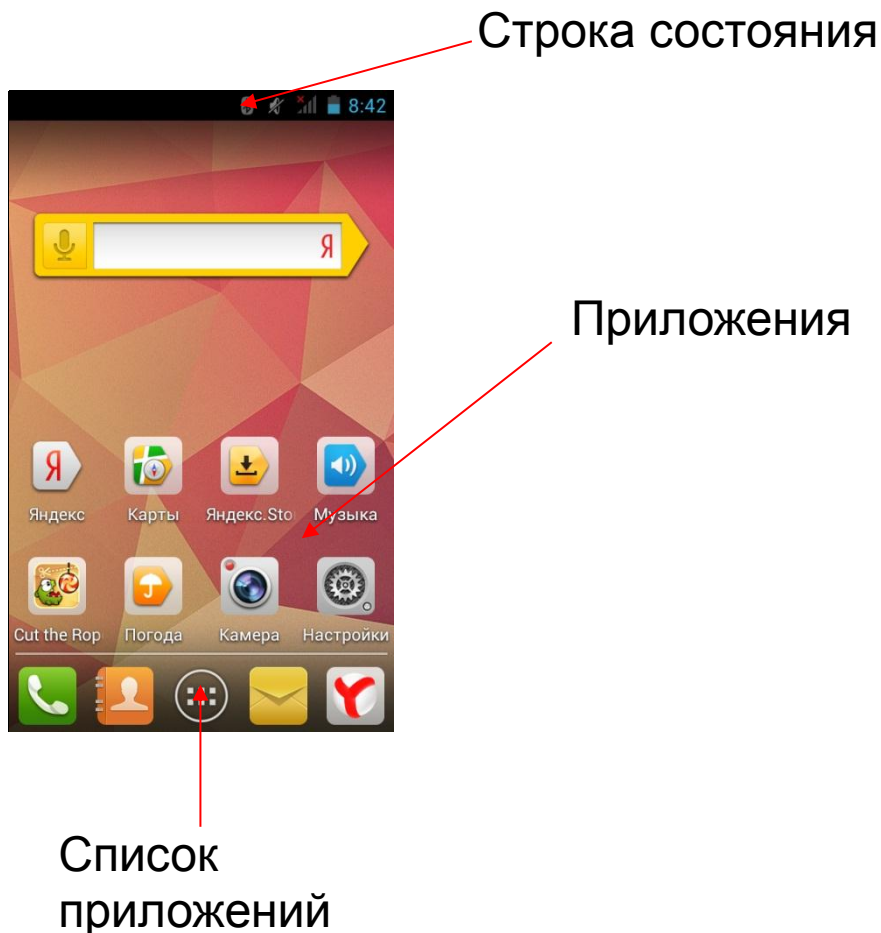 Строка состояния
8:42
Я
Приложения
Я
Яндекс Карты Яндекс.Sto Музыка
Cut the Rop Погода Камера Настройки
Список
приложений